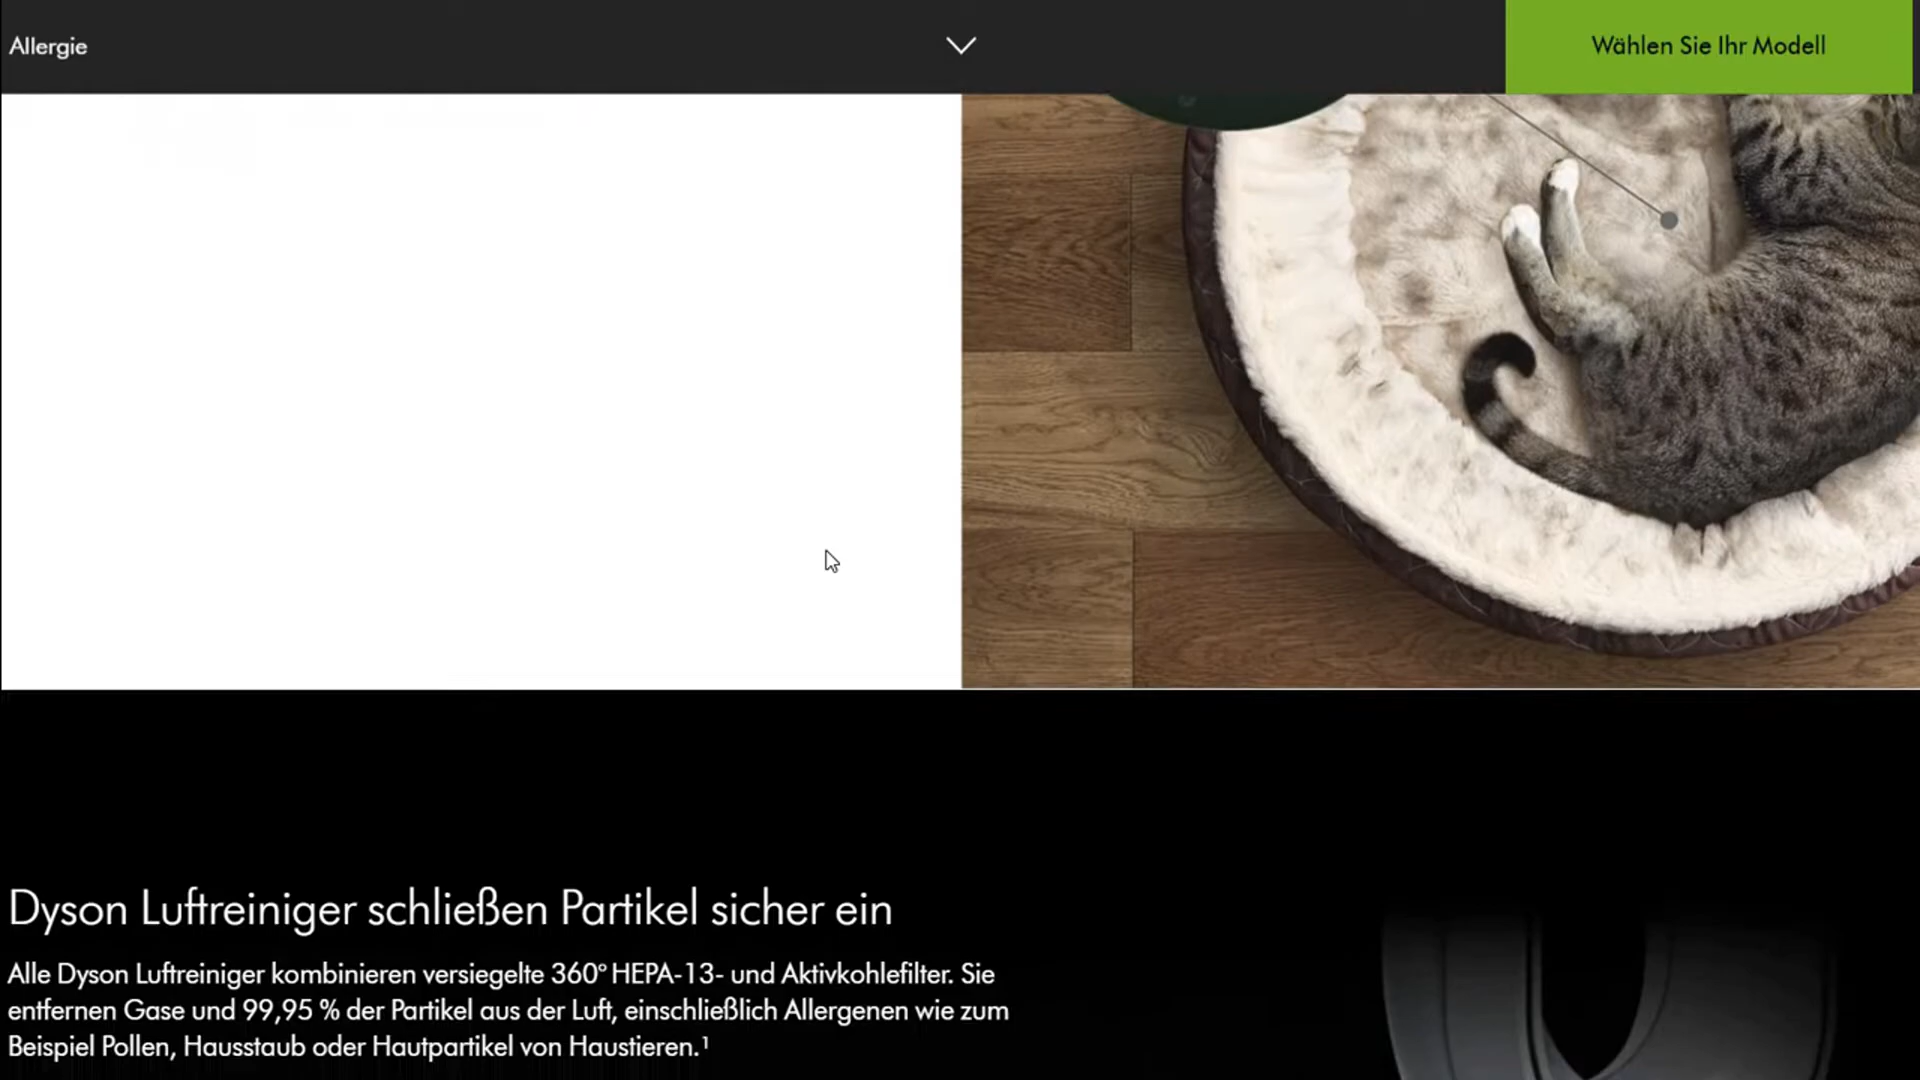 Allergie
Wählen Sie Ihr Modell
Dyson Luftreiniger schließen Partikel sicher ein
Alle Dyson Luftreiniger kombinieren versiegelte 360° HEPA-13- und Aktivkohlefilter. Sie
entfernen Gase und 99,95 % der Partikel aus der Luft, einschließlich Allergenen wie zum
Beispiel Pollen, Hausstaub oder Hautpartikel von Haustieren.¹